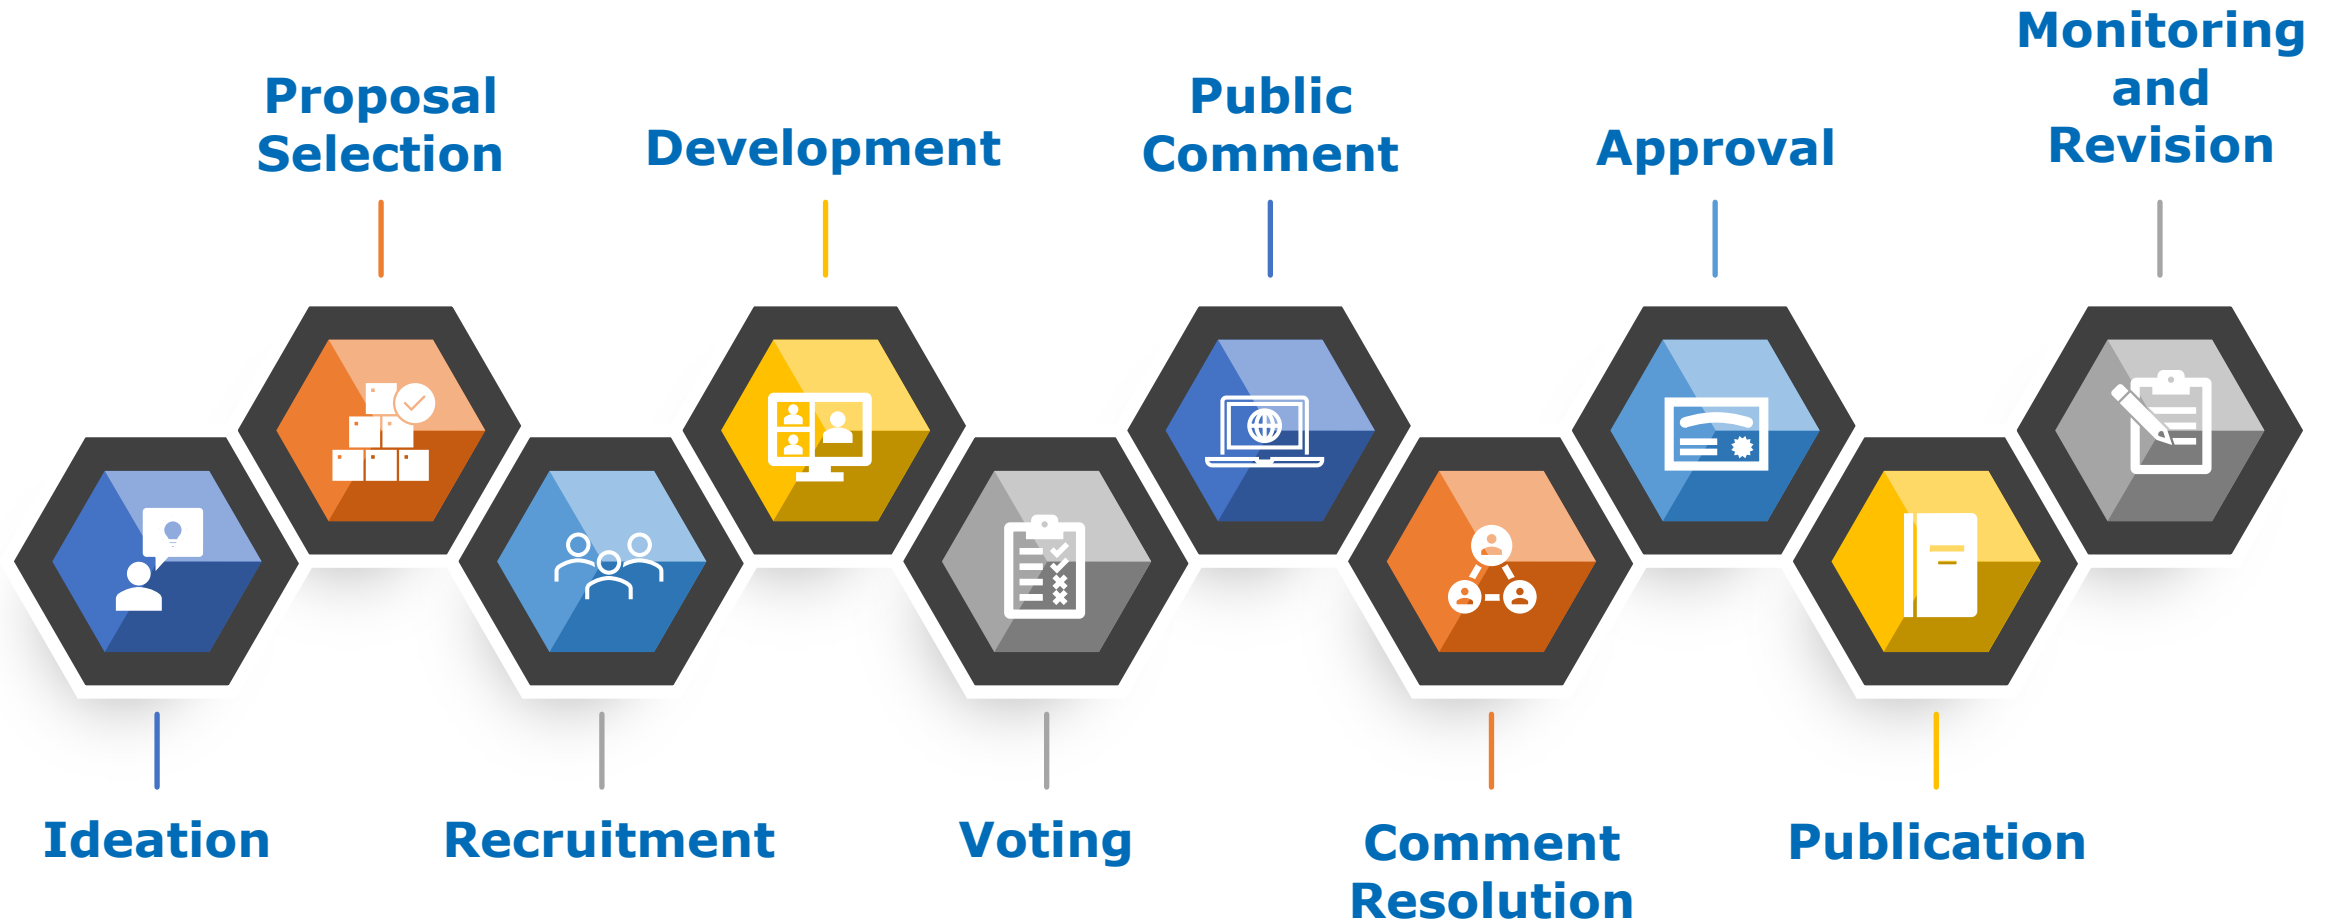 Ideation
Proposal
Selection
Recruitment
Development
Voting
Public
Comment
Comment
Resolution
Approval
Publication
Monitoring
and
Revision